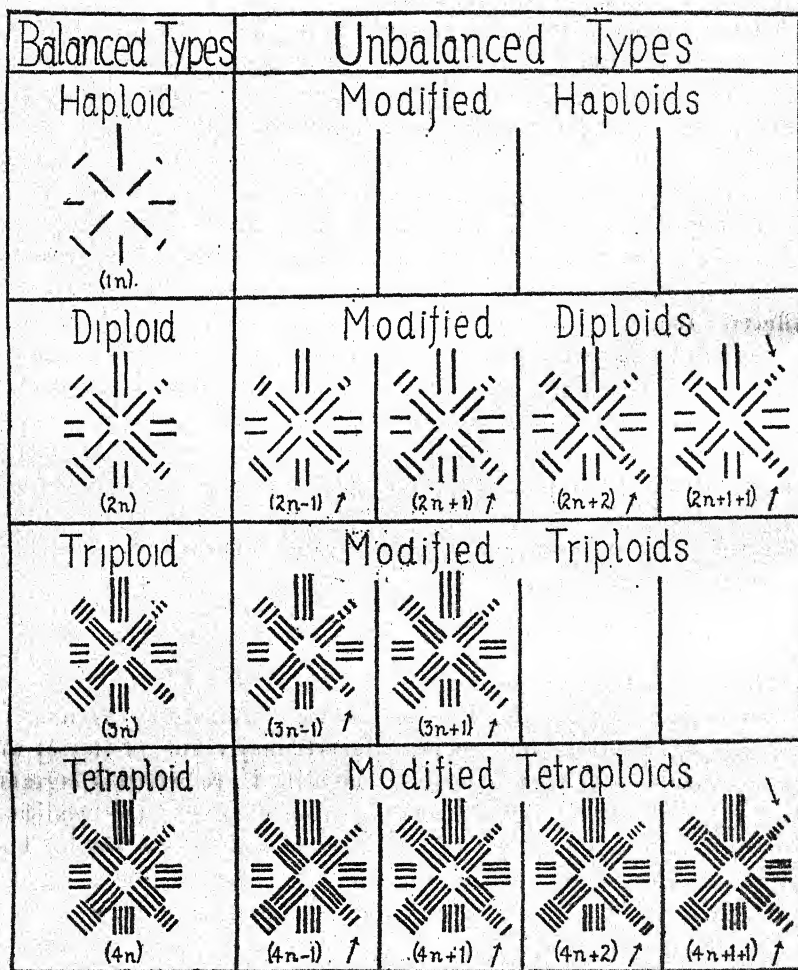 Balanced Types Unbalanced Types
Haploid Modified Haploids
(1n).
Diploid Modified Diploids
(2n) (2n-1) (2n+1) (2n+2) (2n+1+1)
Triploid Modified Triploids
(3n) (3n-1) (3n+1)
Tetraploid Modified Tetraploids
(4n) (4n-1) (4n+1) (4n+2) (4n+1+1)